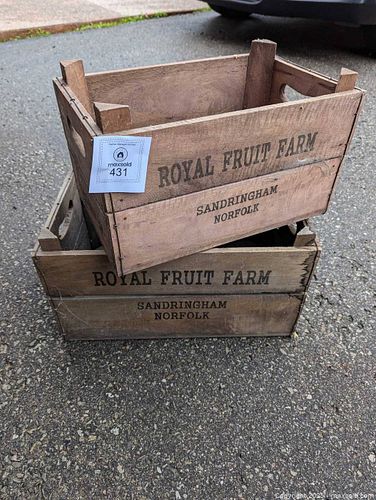 maxsold
431
ROYAL FRUIT FARM
SANDRINGHAM
NORFOLK
ROYAL FRUIT FARM
SANDRINGHAM
NORFOLK